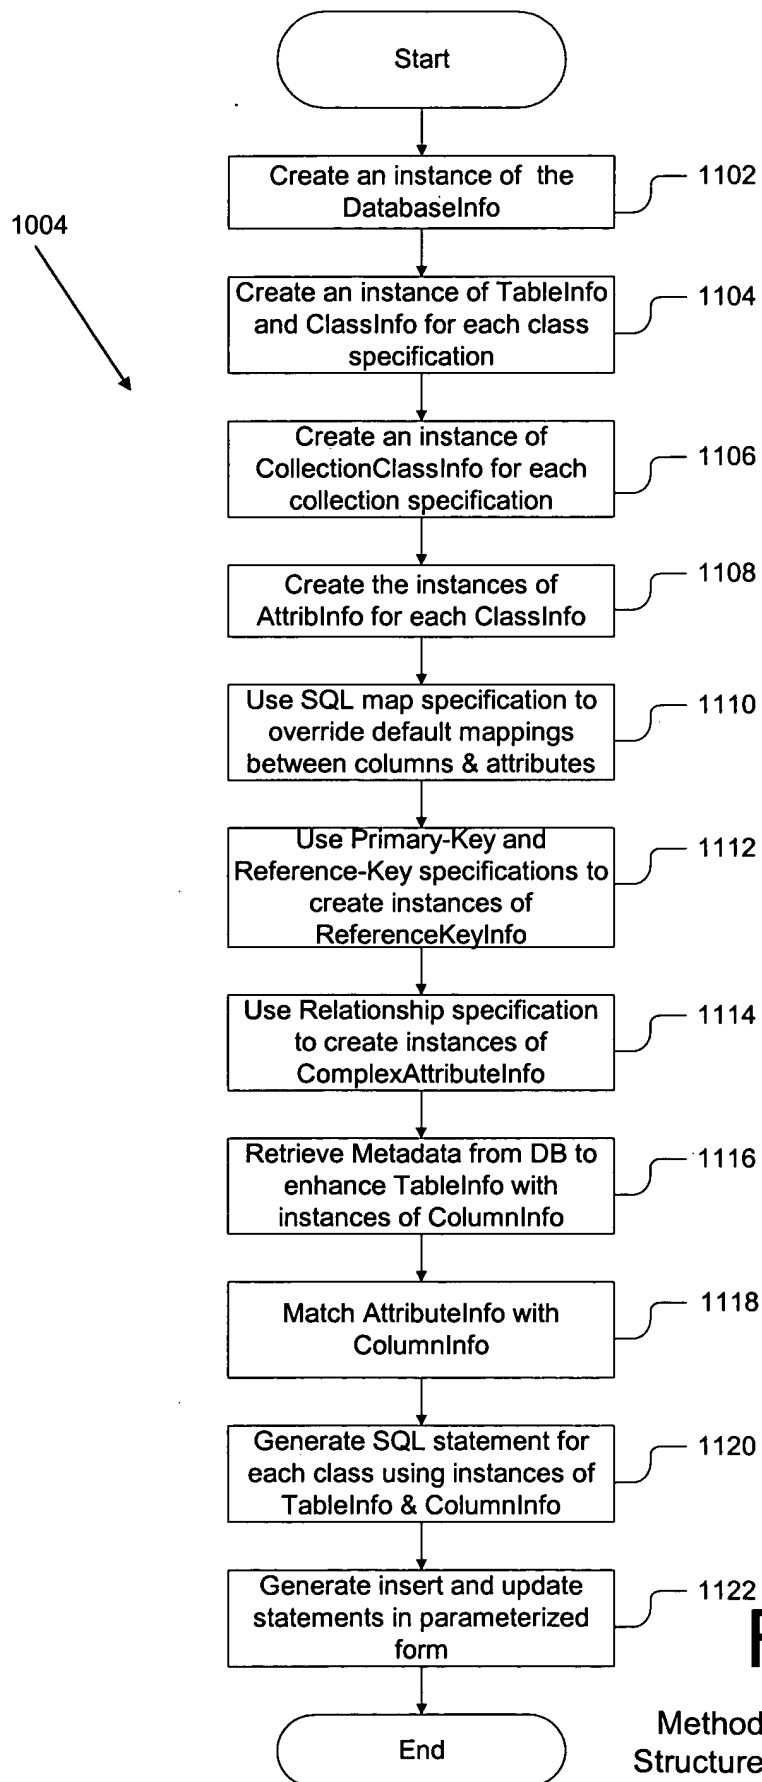 Start
Create an instance of the
DatabaseInfo
1102
1004
Create an instance of TableInfo
and ClassInfo for each class
specification
1104
Create an instance of
CollectionClassInfo for each
collection specification
1106
Create the instances of
AttribInfo for each ClassInfo
1108
Use SQL map specification to
override default mappings
between columns & attributes
1110
Use Primary-Key and
Reference-Key specifications to
create instances of
ReferenceKeyInfo
1112
Use Relationship specification
to create instances of
ComplexAttributeInfo
1114
Retrieve Metadata from DB to
enhance TableInfo with
instances of ColumnInfo
1116
Match AttributeInfo with
ColumnInfo
1118
Generate SQL statement for
each class using instances of
TableInfo & ColumnInfo
1120
Generate insert and update
statements in parameterized
form
1122
End
Method
Structure